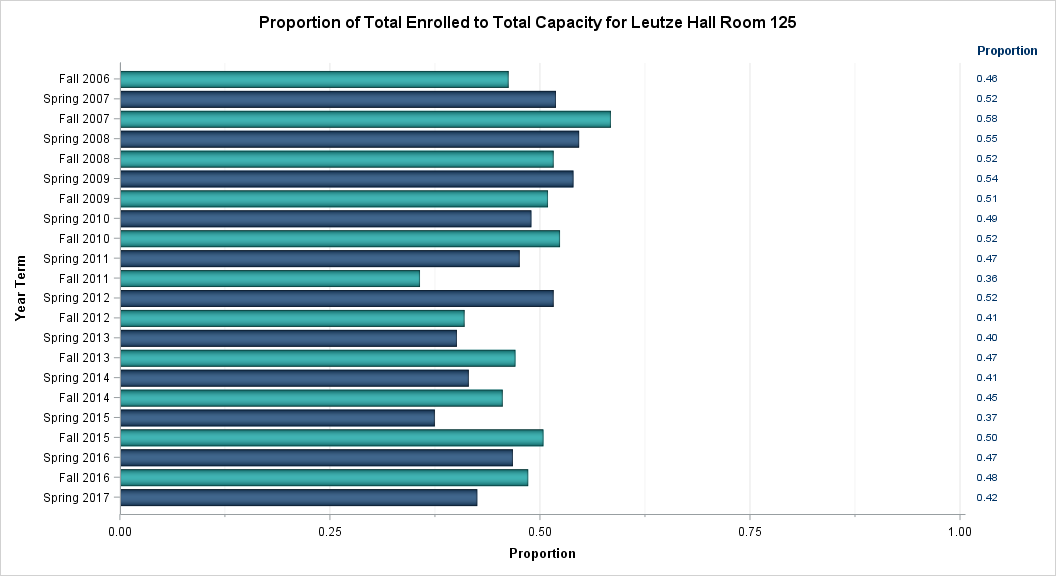 Proportion of Total Enrolled to Total Capacity for Leutze Hall Room 125
Proportion
Fall 2006 0.46
Spring 2007 0.52
Fall 2007 0.58
Spring 2008 0.55
Fall 2008 0.52
Spring 2009 0.54
Fall 2009 0.51
Spring 2010 0.49
Fall 2010 0.52
Spring 2011 0.47
Fall 2011 0.36
Spring 2012 0.52
Fall 2012 0.41
Spring 2013 0.40
Fall 2013 0.47
Spring 2014 0.41
Fall 2014 0.45
Spring 2015 0.37
Fall 2015 0.50
Spring 2016 0.47
Fall 2016 0.48
Spring 2017 0.42
Year Term
0.00 0.25 0.50 0.75 1.00
Proportion